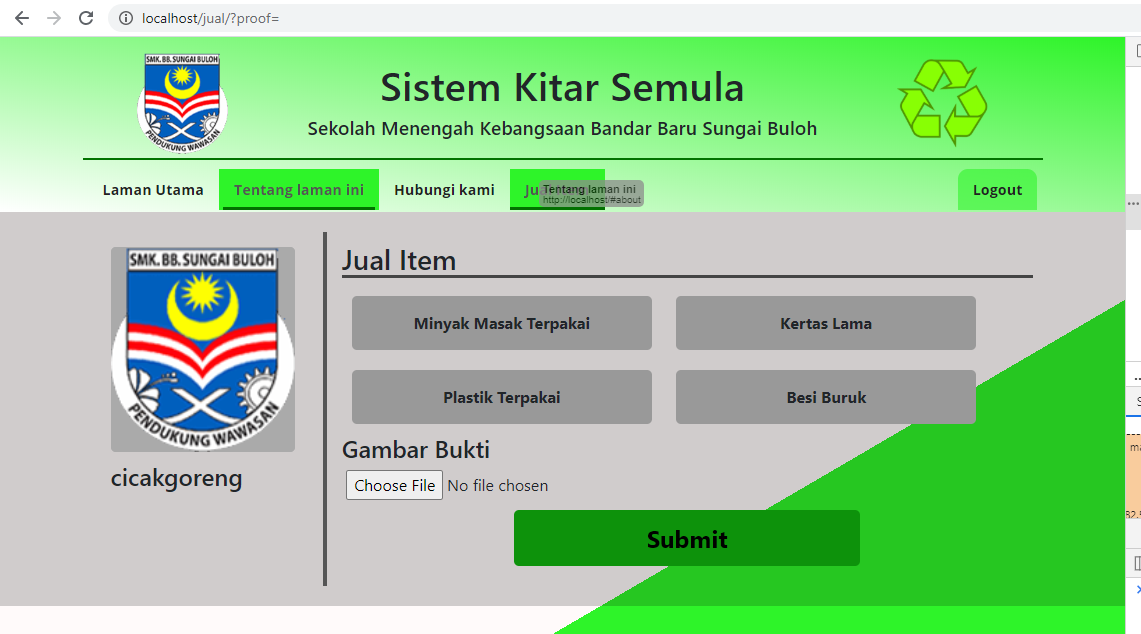 localhost/jual/?proof=
SMK. BB. SUNGAI BULOH
PENDUKUNG WAWASAN
Sistem Kitar Semula
Sekolah Menengah Kebangsaan Bandar Baru Sungai Buloh
Laman Utama
Tentang laman ini
Hubungi kami
Ju
Tentang laman ini
http://localhost/#about
Logout
SMK. BB. SUNGAI BULOH
PENDUKUNG WAWASAN
cicakgoreng
Jual Item
Minyak Masak Terpakai
Kertas Lama
Plastik Terpakai
Besi Buruk
Gambar Bukti
Choose File No file chosen
Submit